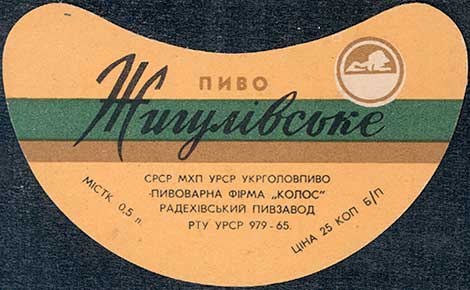 ПИВО
Жигулівське
СРСР МХП УРСР УКРГОЛОВПИВО
ПИВОВАРНА ФІРМА „КОЛОС"
РАДЕХІВСЬКИЙ ПИВЗАВОД
РТУ УРСР 979-65.
МІСТК 0,5 л.
ЦІНА 25 КОП Б/П